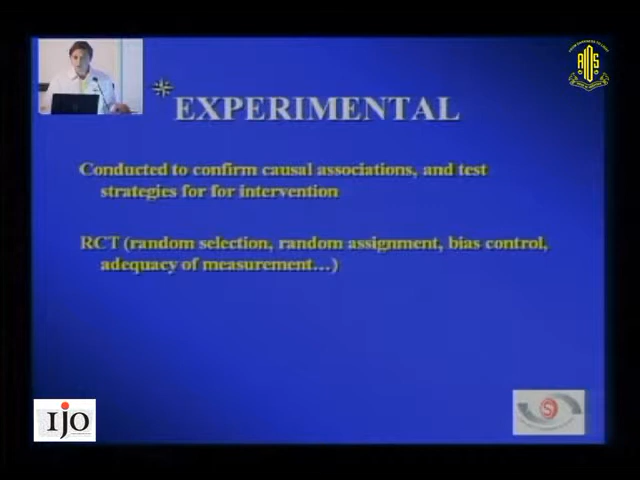 AIOS
EXPERIMENTAL
Conducted to confirm causal associations, and test
strategies for for intervention
RCT (random selection, random assignment, bias control,
adequacy of measurement…)
IJO
S